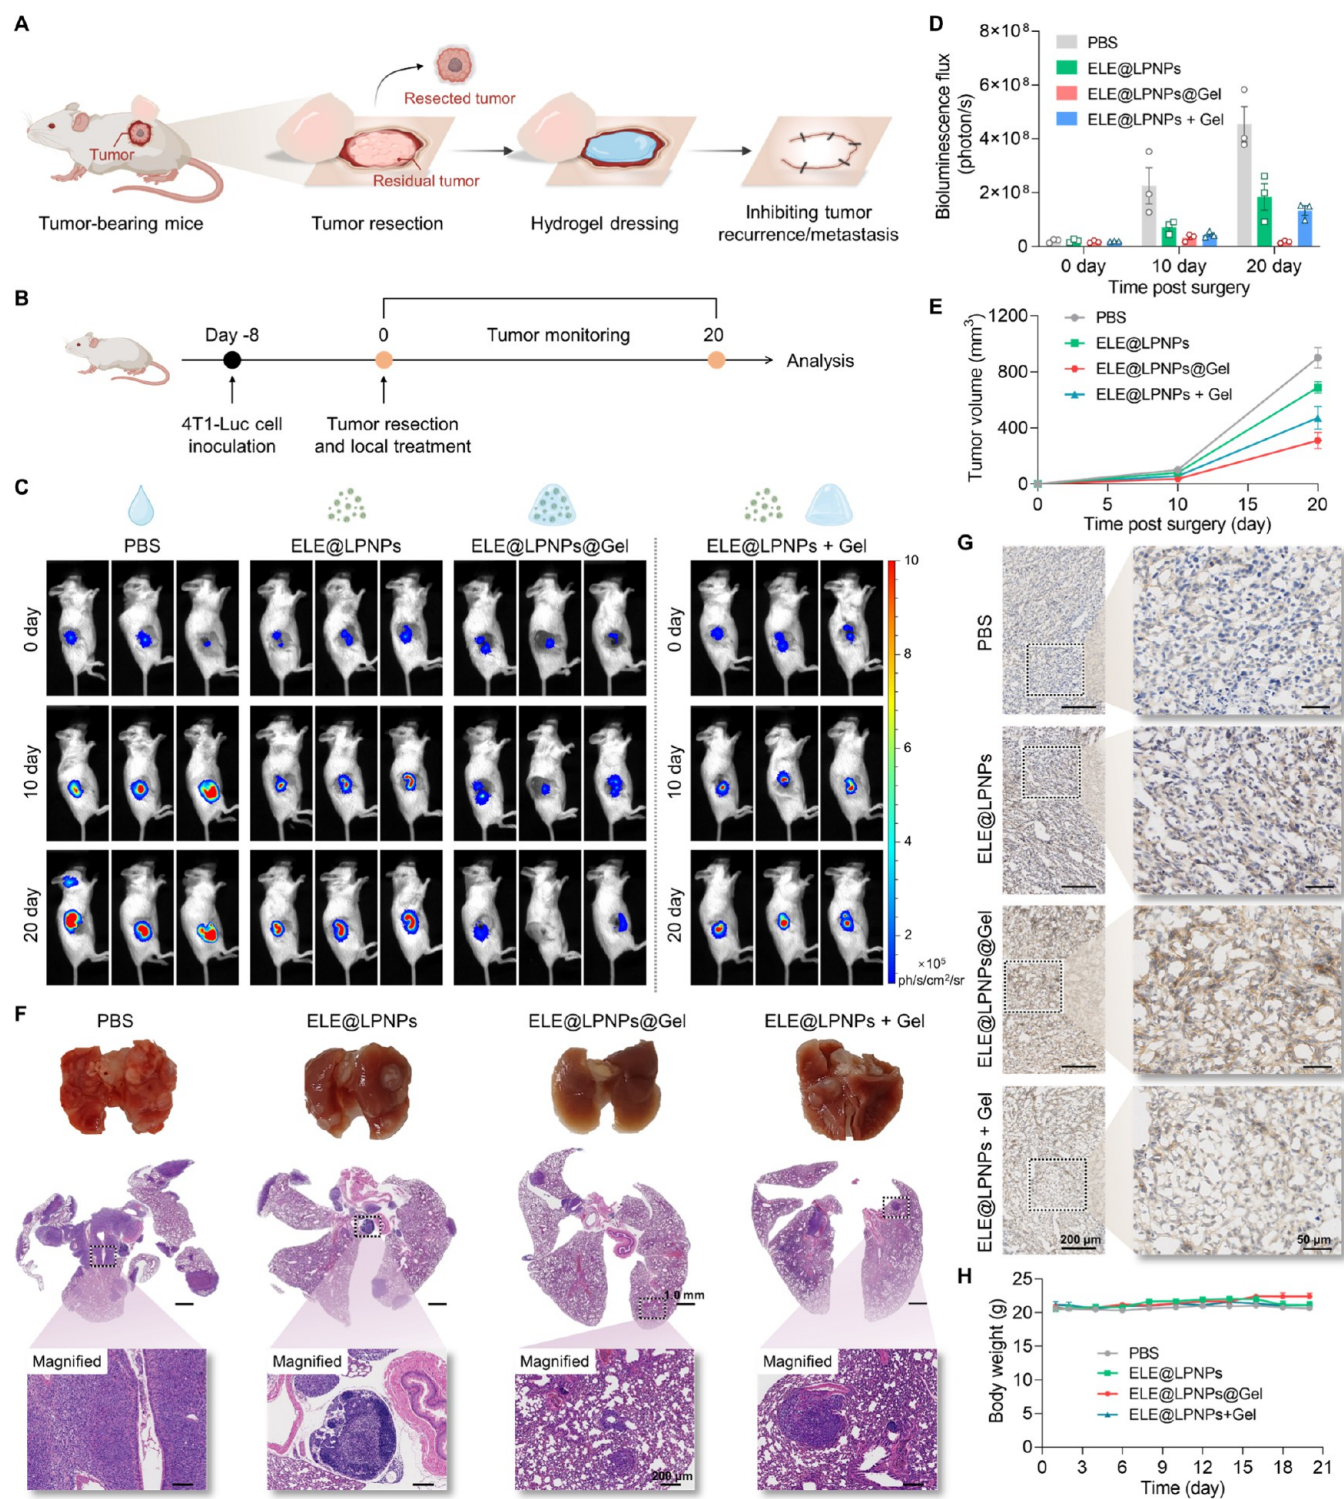 A
Resected tumor
Tumor
Residual tumor
Tumor-bearing mice
Tumor resection
Hydrogel dressing
Inhibiting tumor
recurrence/metastasis
B
Day -8
0
Tumor monitoring
20
Analysis
4T1-Luc cell
inoculation
Tumor resection
and local treatment
C
PBS
ELE@LPNPs
ELE@LPNPs@Gel
ELE@LPNPs + Gel
0 day
10 day
20 day
0 day
10 day
20 day
10
8
6
4
2
×10⁵
ph/s/cm²/sr
D
Bioluminescence flux
(photon/s)
8×10⁸
6×10⁸
4×10⁸
2×10⁸
0
PBS
ELE@LPNPs
ELE@LPNPs@Gel
ELE@LPNPs + Gel
0 day
10 day
20 day
Time post surgery
E
Tumor volume (mm³)
1200
800
400
0
PBS
ELE@LPNPs
ELE@LPNPs@Gel
ELE@LPNPs + Gel
0
5
10
15
20
Time post surgery (day)
F
PBS
ELE@LPNPs
ELE@LPNPs@Gel
ELE@LPNPs + Gel
1.0 mm
Magnified
Magnified
Magnified
Magnified
200 µm
G
PBS
ELE@LPNPs
ELE@LPNPs@Gel
ELE@LPNPs + Gel
200 µm
50 µm
H
Body weight (g)
25
20
15
10
5
0
PBS
ELE@LPNPs
ELE@LPNPs@Gel
ELE@LPNPs+Gel
0
3
6
9
12
15
18
21
Time (day)